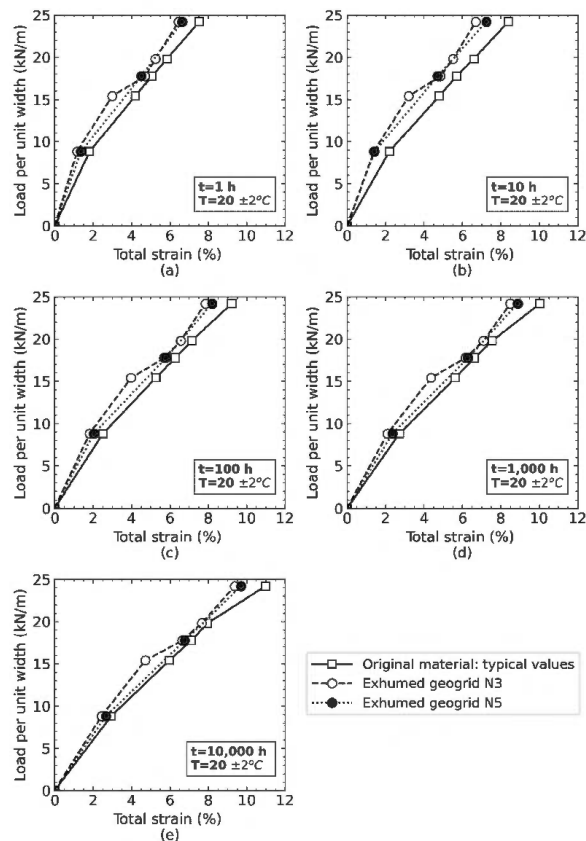 Load per unit width (kN/m)
25
20
15
10
5
0
t=1 h
T=20 ±2°C
0 2 4 6 8 10 12
Total strain (%)
(a)
Load per unit width (kN/m)
25
20
15
10
5
0
t=10 h
T=20 ±2°C
0 2 4 6 8 10 12
Total strain (%)
(b)
Load per unit width (kN/m)
25
20
15
10
5
0
t=100 h
T=20 ±2°C
0 2 4 6 8 10 12
Total strain (%)
(c)
Load per unit width (kN/m)
25
20
15
10
5
0
t=1,000 h
T=20 ±2°C
0 2 4 6 8 10 12
Total strain (%)
(d)
Load per unit width (kN/m)
25
20
15
10
5
0
t=10,000 h
T=20 ±2°C
0 2 4 6 8 10 12
Total strain (%)
(e)
Original material: typical values
Exhumed geogrid N3
Exhumed geogrid N5